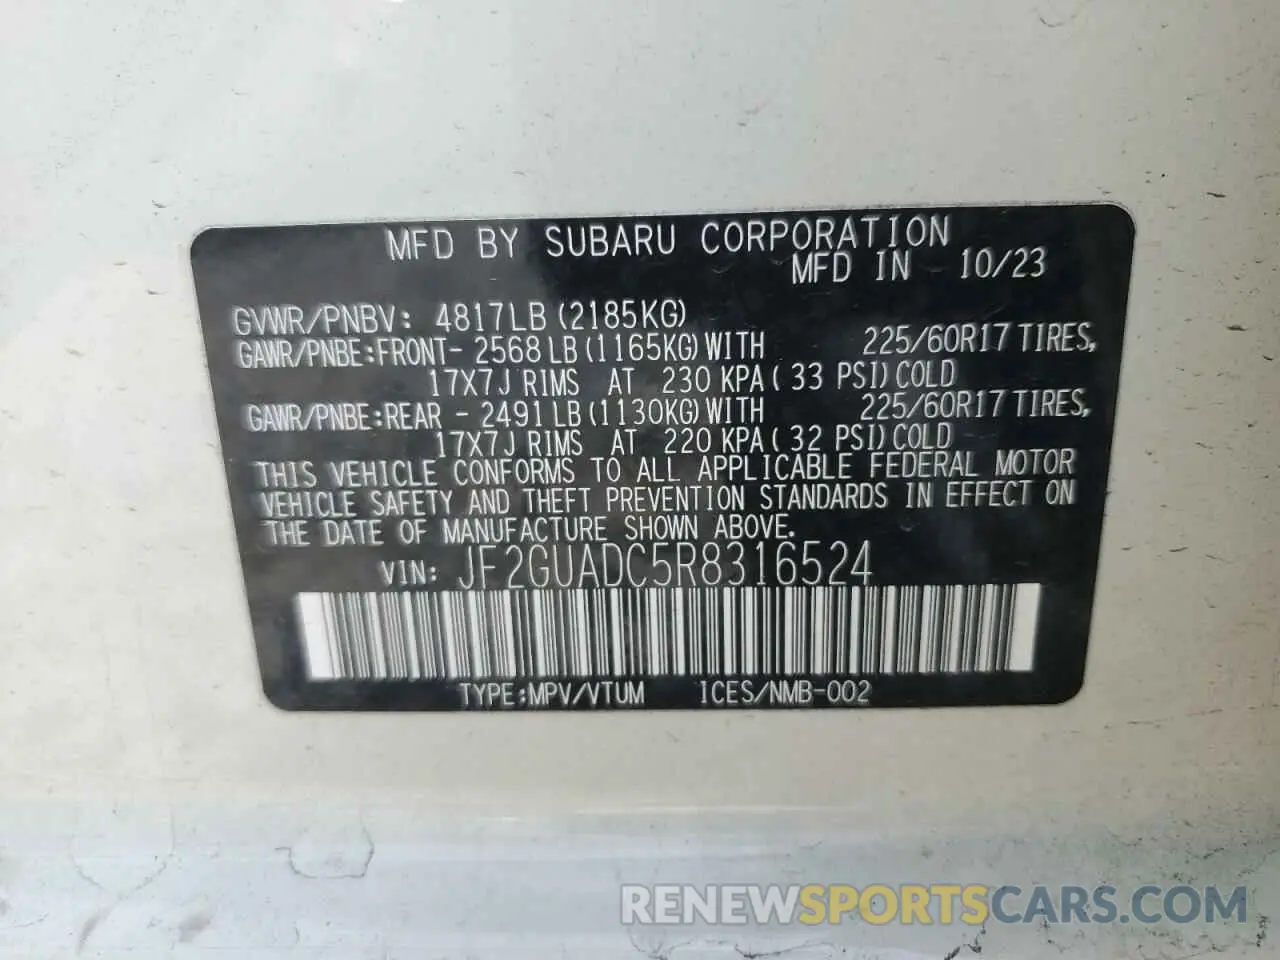 MFD BY SUBARU CORPORATION
MFD IN 10/23
GVWR/PNBV: 4817LB (2185KG)
GAWR/PNBE:FRONT- 2568LB (1165KG) WITH 225/60R17 TIRES,
17X7J RIMS AT 230 KPA ( 33 PSI) COLD
GAWR/PNBE:REAR - 2491LB (1130KG) WITH 225/60R17 TIRES,
17X7J RIMS AT 220 KPA ( 32 PSI) COLD
THIS VEHICLE CONFORMS TO ALL APPLICABLE FEDERAL MOTOR
VEHICLE SAFETY AND THEFT PREVENTION STANDARDS IN EFFECT ON
THE DATE OF MANUFACTURE SHOWN ABOVE.
VIN: JF2GUADC5R8316524
TYPE:MPV/VTUM ICES/NMB-002
RENEWSPORTSCARS.COM